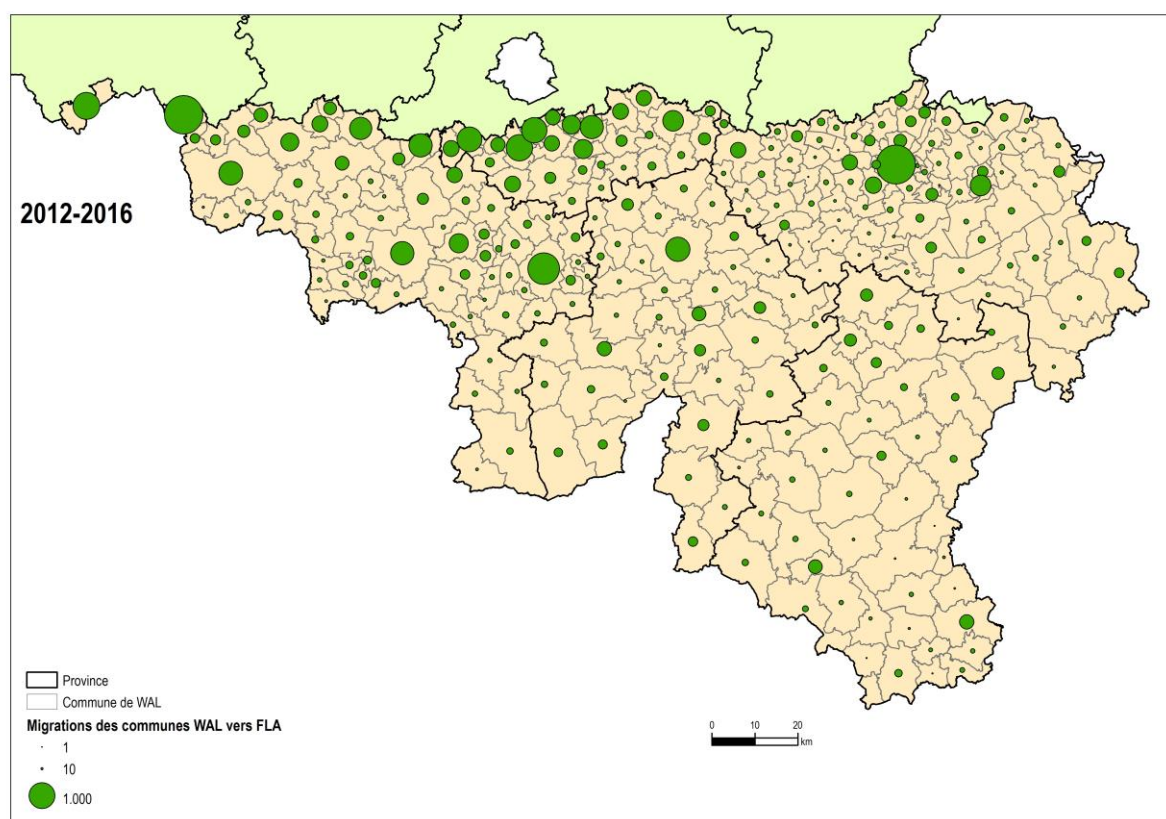 2012-2016
Province
Commune de WAL
Migrations des communes WAL vers FLA
1
10
1.000
0 10 20
km